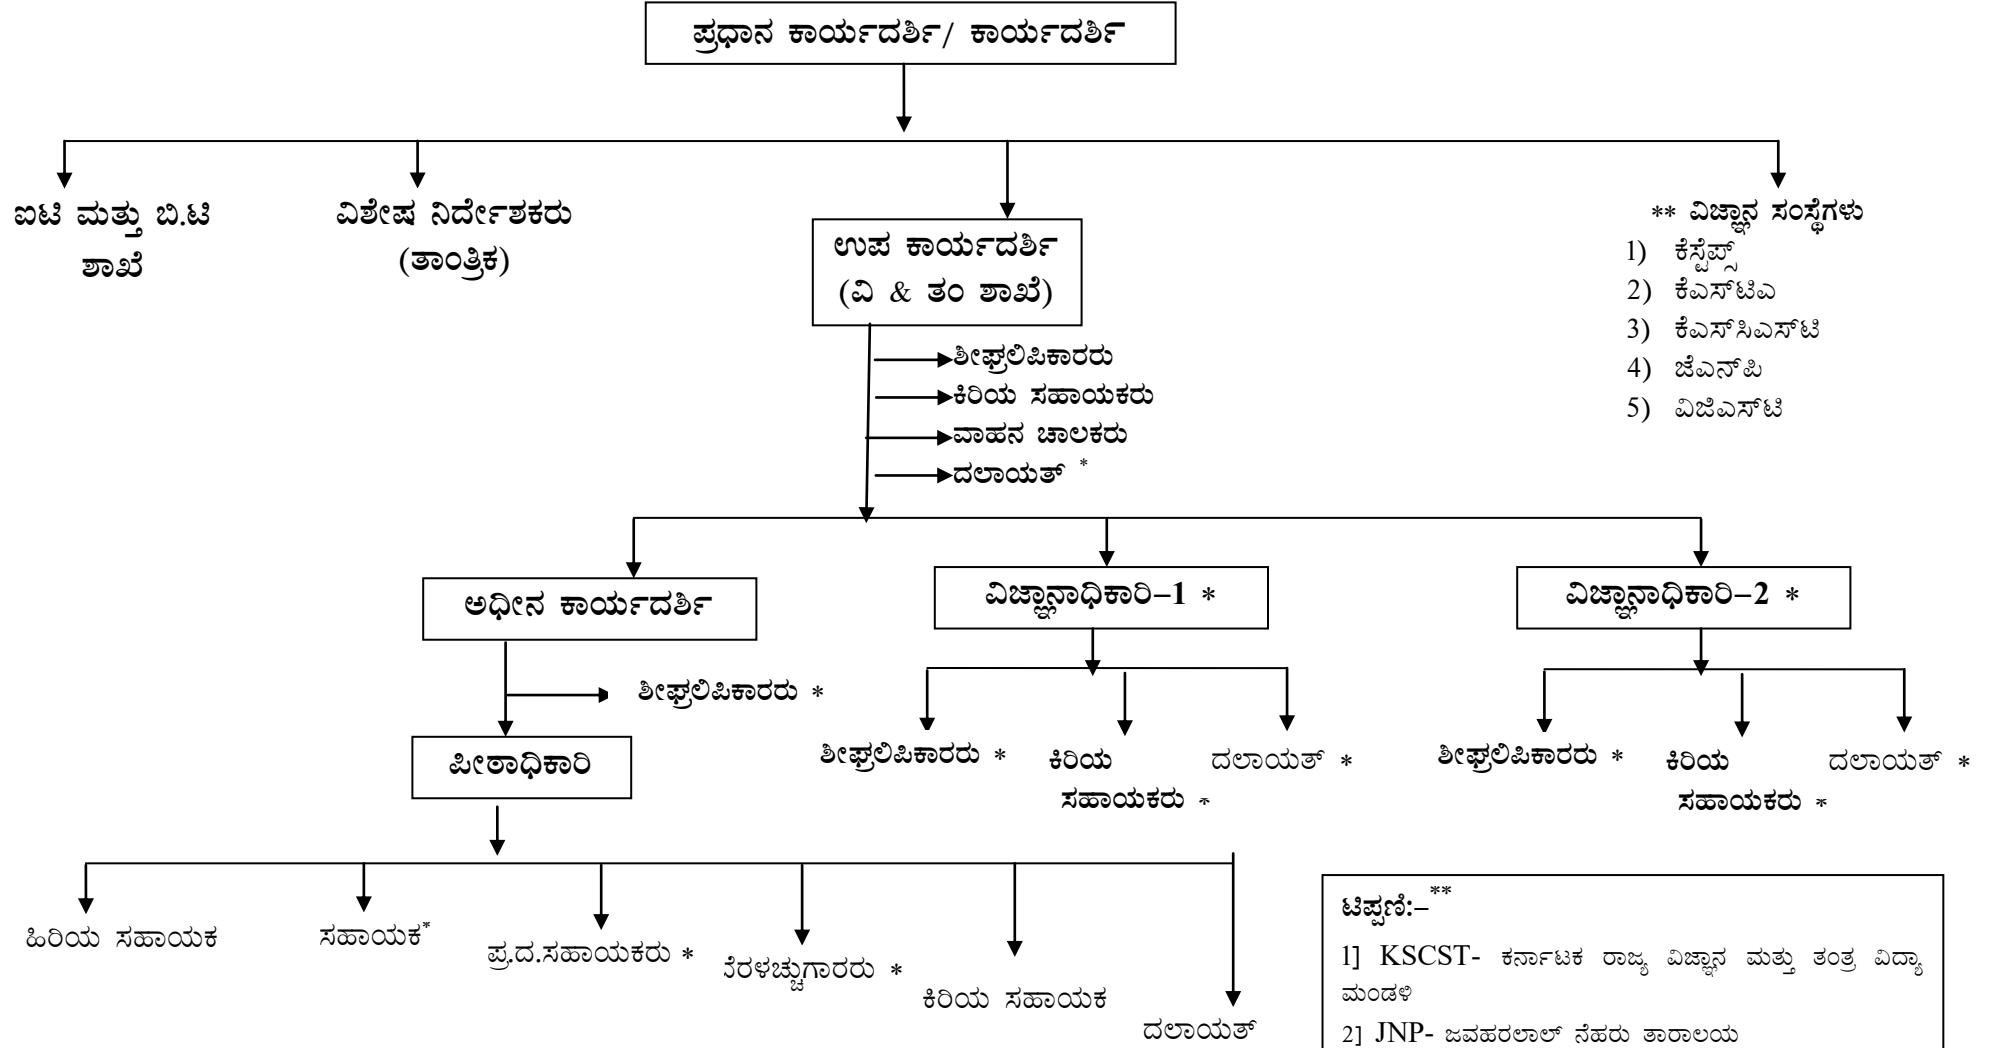 ಪ್ರಧಾನ ಕಾರ್ಯದರ್ಶಿ/ ಕಾರ್ಯದರ್ಶಿ
ಐಟಿ ಮತ್ತು ಬಿ.ಟಿ
ಶಾಖೆ
ವಿಶೇಷ ನಿರ್ದೇಶಕರು
(ತಾಂತ್ರಿಕ)
ಉಪ ಕಾರ್ಯದರ್ಶಿ
(ವಿ & ತಂ ಶಾಖೆ)
** ವಿಜ್ಞಾನ ಸಂಸ್ಥೆಗಳು
1) ಕೆಸ್ಟೆಪ್ಸ್
2) ಕೆಎಸ್‌ಟಿಎ
3) ಕೆಎಸ್‌ಸಿಎಸ್‌ಟಿ
4) ಜೆಎನ್‌ಪಿ
5) ವಿಜಿಎಸ್‌ಟಿ
ಶೀಘ್ರಲಿಪಿಕಾರರು
ಕಿರಿಯ ಸಹಾಯಕರು
ವಾಹನ ಚಾಲಕರು
ದಲಾಯತ್ *
ಅಧೀನ ಕಾರ್ಯದರ್ಶಿ
ವಿಜ್ಞಾನಾಧಿಕಾರಿ–1 *
ವಿಜ್ಞಾನಾಧಿಕಾರಿ–2 *
ಶೀಘ್ರಲಿಪಿಕಾರರು *
ಪೀಠಾಧಿಕಾರಿ
ಶೀಘ್ರಲಿಪಿಕಾರರು *
ಕಿರಿಯ
ಸಹಾಯಕರು *
ದಲಾಯತ್ *
ಶೀಘ್ರಲಿಪಿಕಾರರು *
ಕಿರಿಯ
ಸಹಾಯಕರು *
ದಲಾಯತ್ *
ಹಿರಿಯ ಸಹಾಯಕ
ಸಹಾಯಕ*
ಪ್ರ.ದ.ಸಹಾಯಕರು *
ನೆರಳಚ್ಚುಗಾರರು *
ಕಿರಿಯ ಸಹಾಯಕ
ದಲಾಯತ್
ಟಿಪ್ಪಣಿ:–**
1] KSCST- ಕರ್ನಾಟಕ ರಾಜ್ಯ ವಿಜ್ಞಾನ ಮತ್ತು ತಂತ್ರ ವಿದ್ಯಾ
ಮಂಡಳಿ
2] JNP- ಜವಹರಲಾಲ್ ನೆಹರು ತಾರಾಲಯ